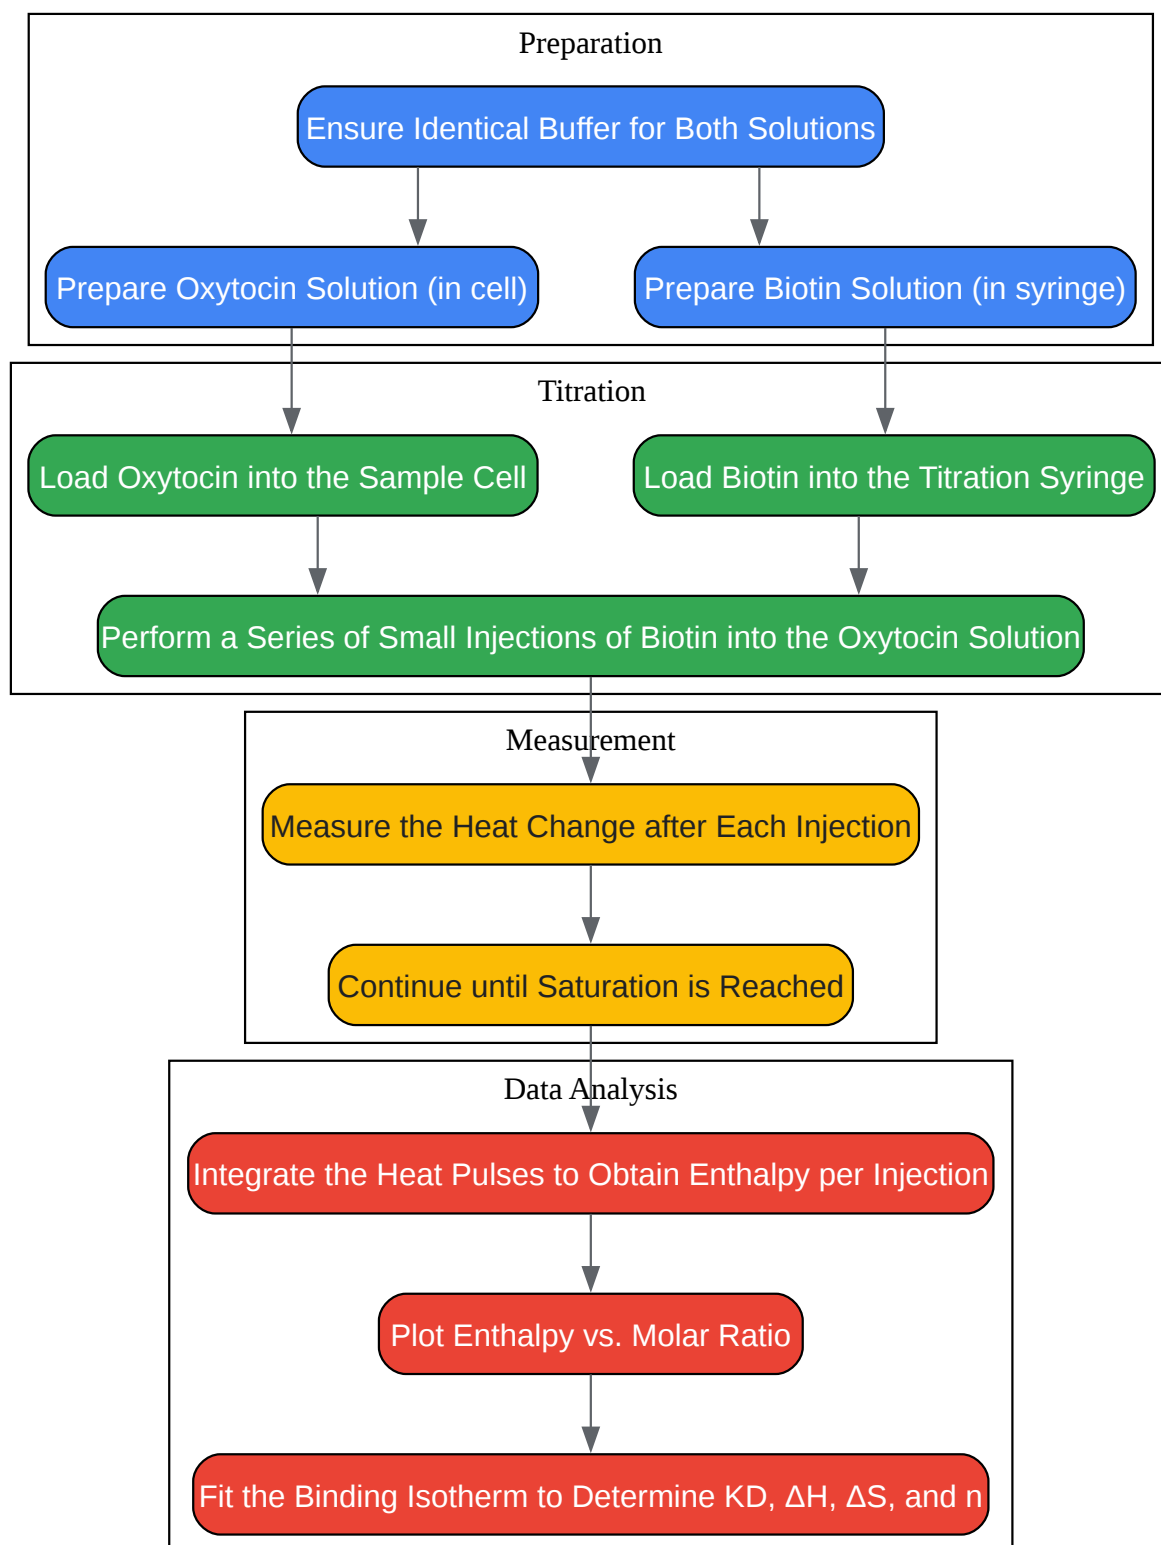 Preparation
Ensure Identical Buffer for Both Solutions
Prepare Oxytocin Solution (in cell)
Prepare Biotin Solution (in syringe)
Titration
Load Oxytocin into the Sample Cell
Load Biotin into the Titration Syringe
Perform a Series of Small Injections of Biotin into the Oxytocin Solution
Measurement
Measure the Heat Change after Each Injection
Continue until Saturation is Reached
Data Analysis
Integrate the Heat Pulses to Obtain Enthalpy per Injection
Plot Enthalpy vs. Molar Ratio
Fit the Binding Isotherm to Determine KD, ΔH, ΔS, and n